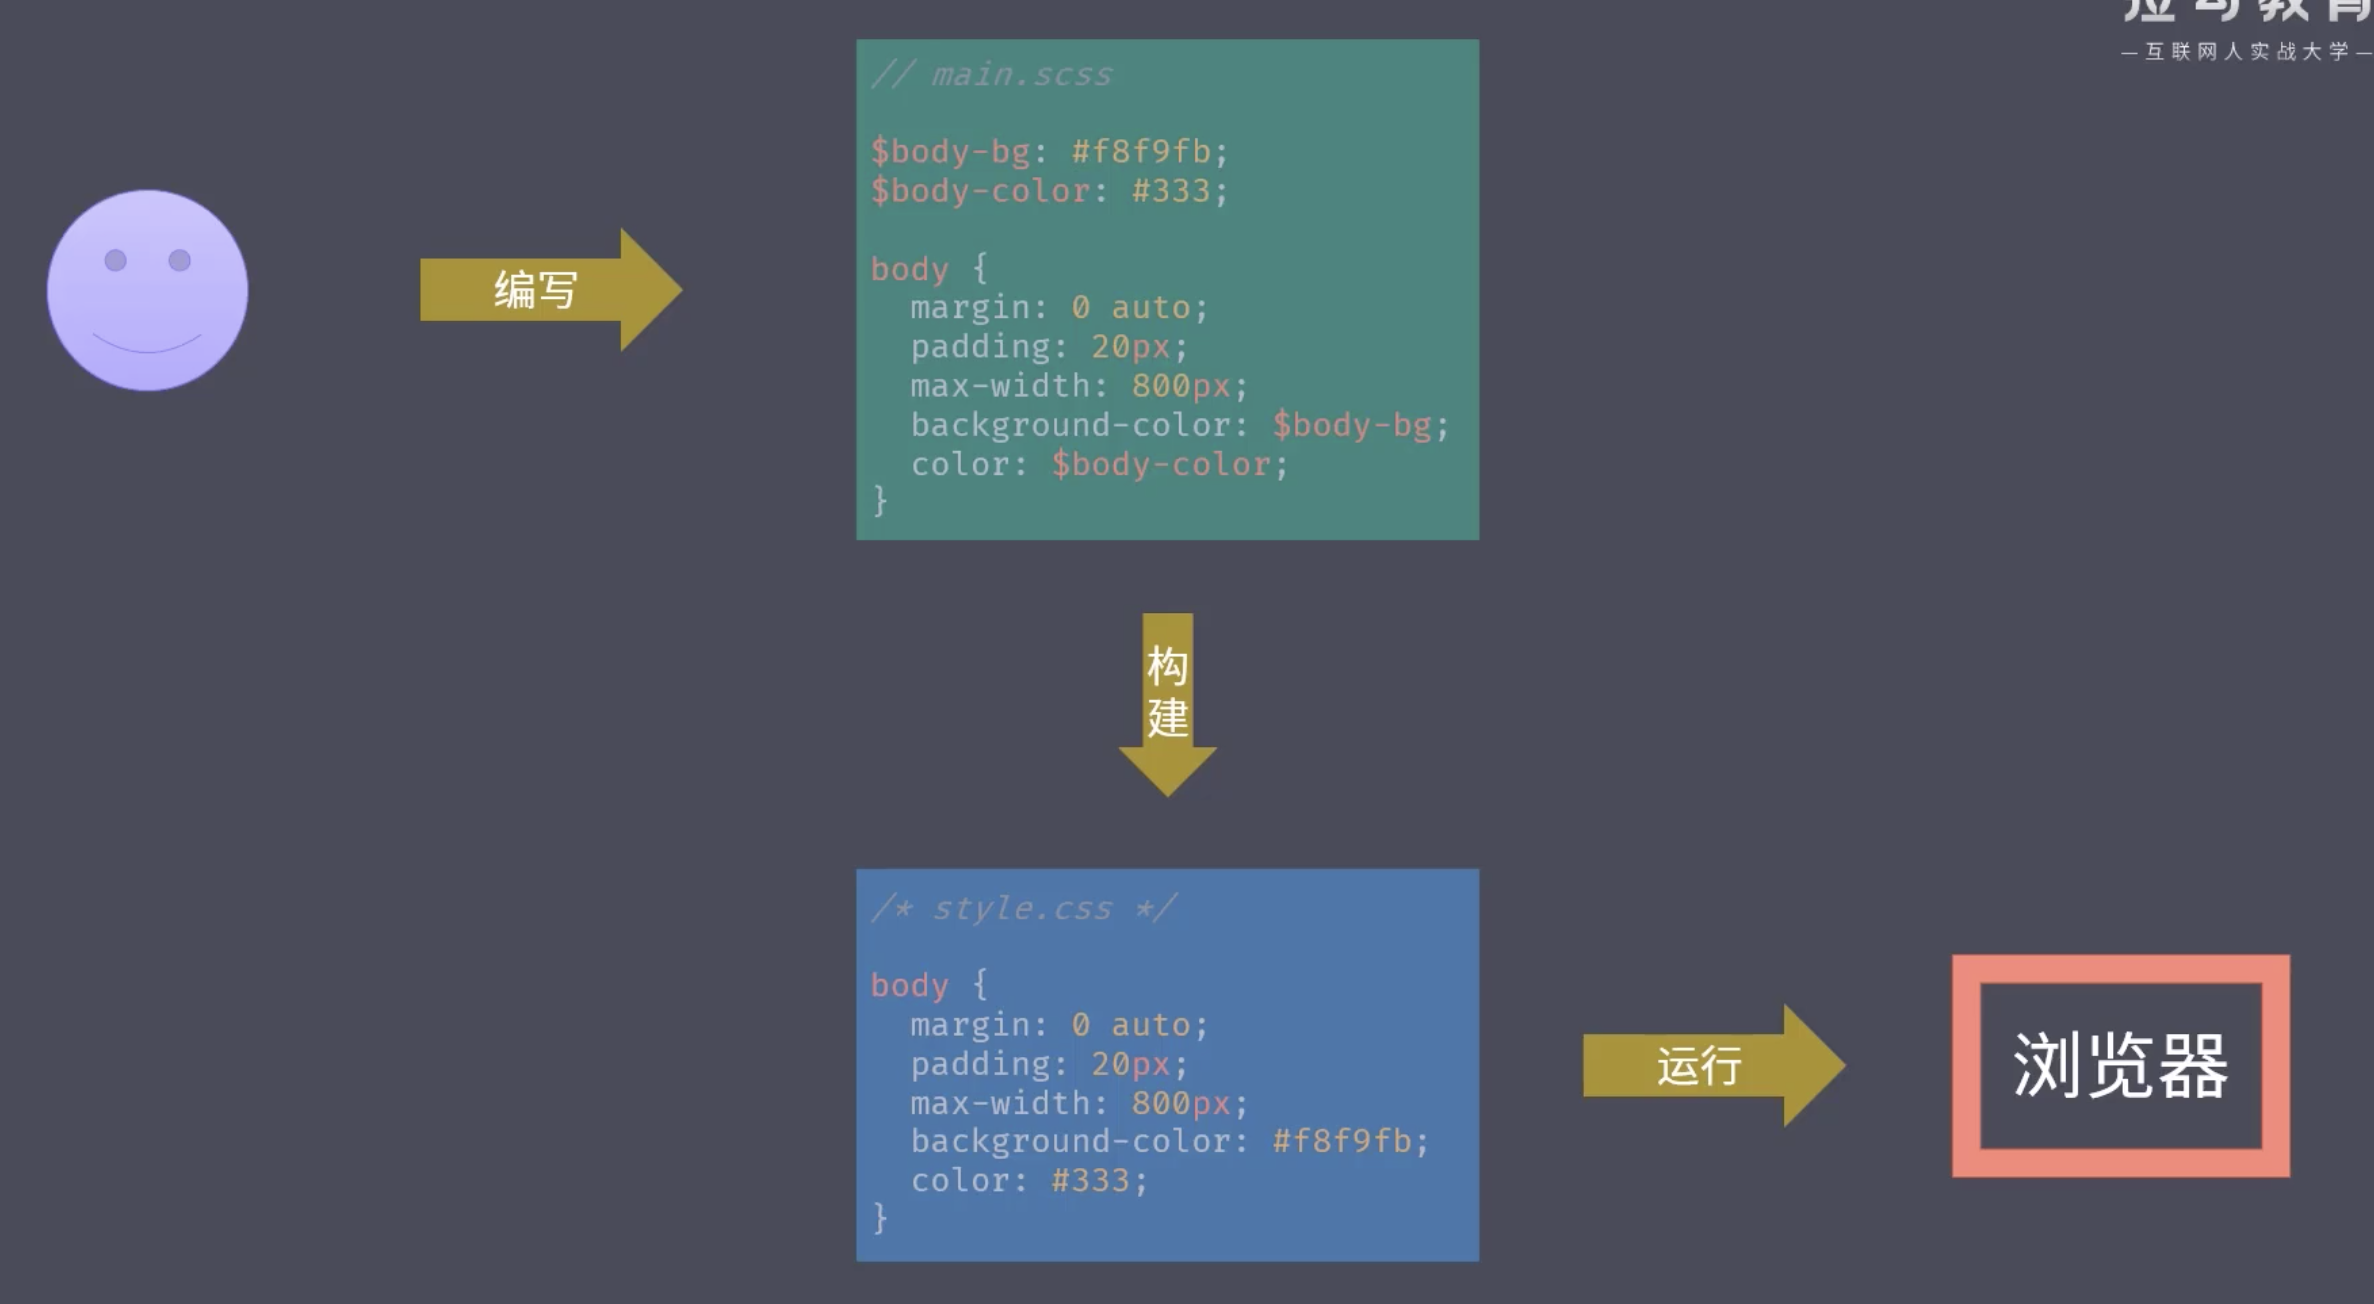 —互联网人实战大学—
// main.scss
$body-bg: #f8f9fb;
$body-color: #333;
body {
  margin: 0 auto;
  padding: 20px;
  max-width: 800px;
  background-color: $body-bg;
  color: $body-color;
}
编写
构
建
/* style.css */
body {
  margin: 0 auto;
  padding: 20px;
  max-width: 800px;
  background-color: #f8f9fb;
  color: #333;
}
运行
浏览器